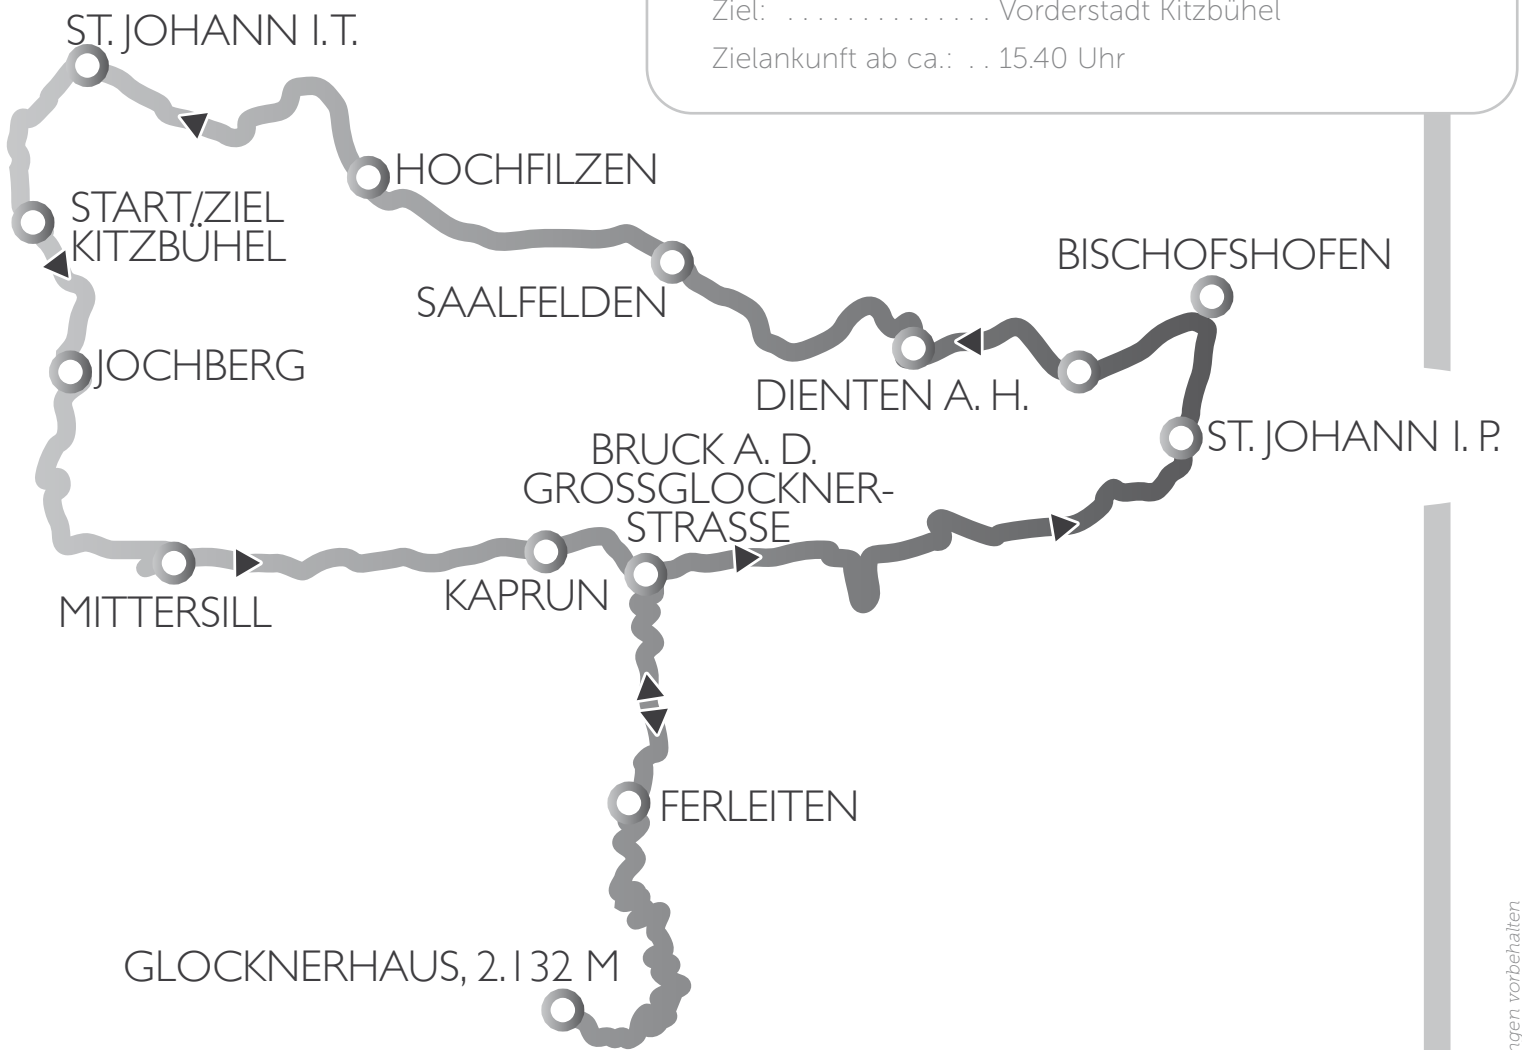 Ziel: . . . . . . . . . . . . . . Vorderstadt Kitzbühel
Zielankunft ab ca.: . . 15.40 Uhr
ST. JOHANN I. T.
HOCHFILZEN
START/ZIEL
KITZBÜHEL
BISCHOFSHOFEN
SAALFELDEN
JOCHBERG
DIENTEN A. H.
ST. JOHANN I. P.
BRUCK A. D.
GROSSGLOCKNER-
STRASSE
KAPRUN
MITTERSILL
FERLEITEN
GLOCKNERHAUS, 2.132 M
vorbehalten